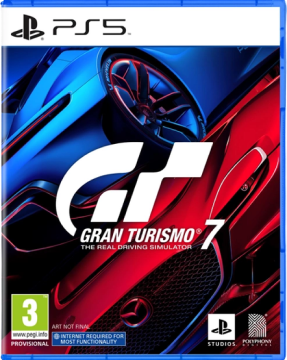 PS5
GT
GRAN TURISMO® 7
THE REAL DRIVING SIMULATOR
3
www.pegi.info
PROVISIONAL
ART NOT FINAL
INTERNET REQUIRED FOR
MOST FUNCTIONALITY
PS
STUDIOS
POLYPHONY
DIGITAL